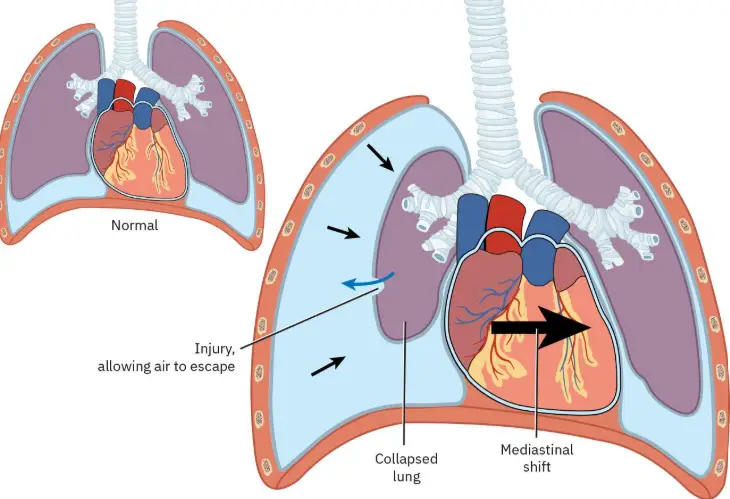 Normal
Injury,
allowing air to escape
Collapsed
lung
Mediastinal
shift